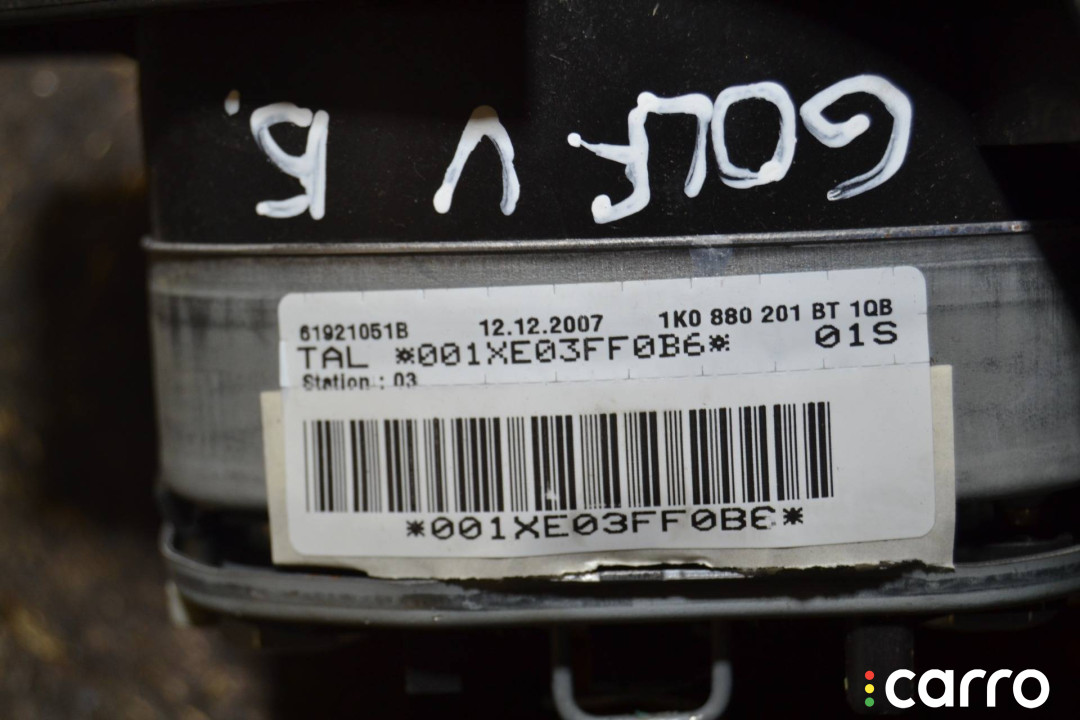 GOLF V Б.
61921051B 12.12.2007 1K0 880 201 BT 1QB
TAL *001XE03FF0B6* 01S
Station : 03
*001XE03FF0B6*
carro